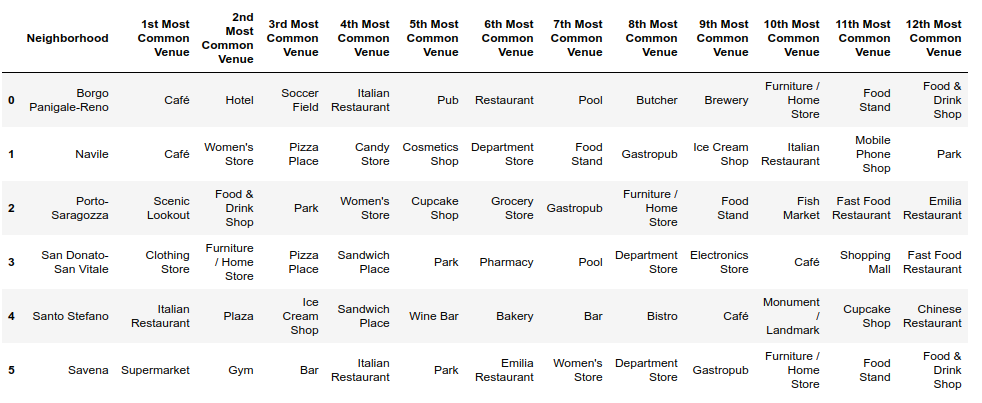 Neighborhood 1st Most Common Venue 2nd Most Common Venue 3rd Most Common Venue 4th Most Common Venue 5th Most Common Venue 6th Most Common Venue 7th Most Common Venue 8th Most Common Venue 9th Most Common Venue 10th Most Common Venue 11th Most Common Venue 12th Most Common Venue
0 Borgo Panigale-Reno Café Hotel Soccer Field Italian Restaurant Pub Restaurant Pool Butcher Brewery Furniture / Home Store Food Stand Food & Drink Shop
1 Navile Café Women's Store Pizza Place Candy Store Cosmetics Shop Department Store Food Stand Gastropub Ice Cream Shop Italian Restaurant Mobile Phone Shop Park
2 Porto-Saragozza Scenic Lookout Food & Drink Shop Park Women's Store Cupcake Shop Grocery Store Gastropub Furniture / Home Store Food Stand Fish Market Fast Food Restaurant Emilia Restaurant
3 San Donato-San Vitale Clothing Store Furniture / Home Store Pizza Place Sandwich Place Park Pharmacy Pool Department Store Electronics Store Café Shopping Mall Fast Food Restaurant
4 Santo Stefano Italian Restaurant Plaza Ice Cream Shop Sandwich Place Wine Bar Bakery Bar Bistro Café Monument / Landmark Cupcake Shop Chinese Restaurant
5 Savena Supermarket Gym Bar Italian Restaurant Park Emilia Restaurant Women's Store Department Store Gastropub Furniture / Home Store Food Stand Food & Drink Shop